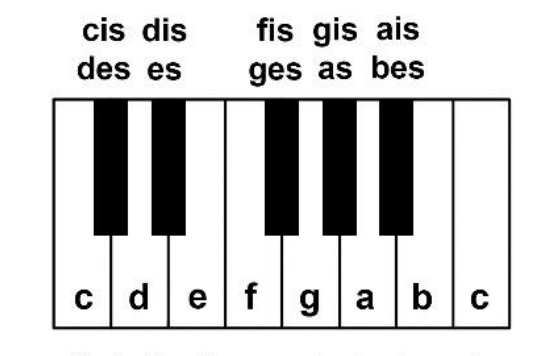 cis dis fis gis ais
des es ges as bes
c d e f g a b c